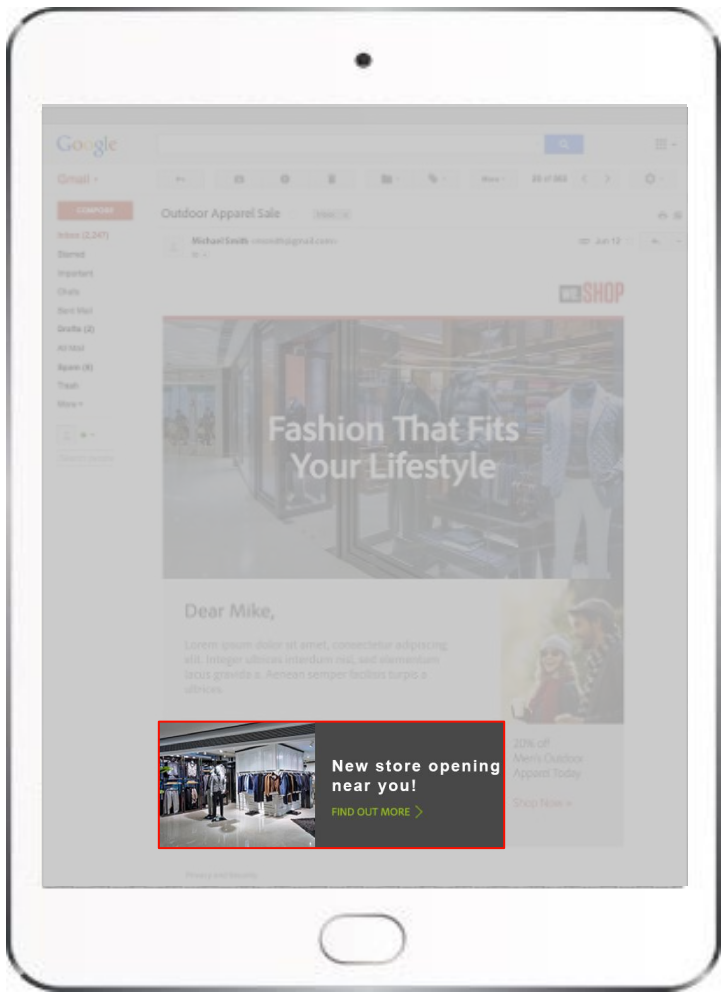 Google
Gmail
COMPOSE
More
Outdoor Apparel Sale
Inbox (2,247)
Starred
Important
Chats
Sent Mail
Drafts (2)
All Mail
Spam (9)
Trash
More
Michael Smith
Jun 12
WE.SHOP
Fashion That Fits
Your Lifestyle
Dear Mike,
Lorem ipsum dolor sit amet, consectetur adipiscing
elit. Integer ultrices interdum nisl, sed elementum
lacus gravida a. Aenean semper facilisis turpis a
ultrices.
New store opening
near you!
FIND OUT MORE
20% off
Men's Outdoor
Apparel Today
Shop Now